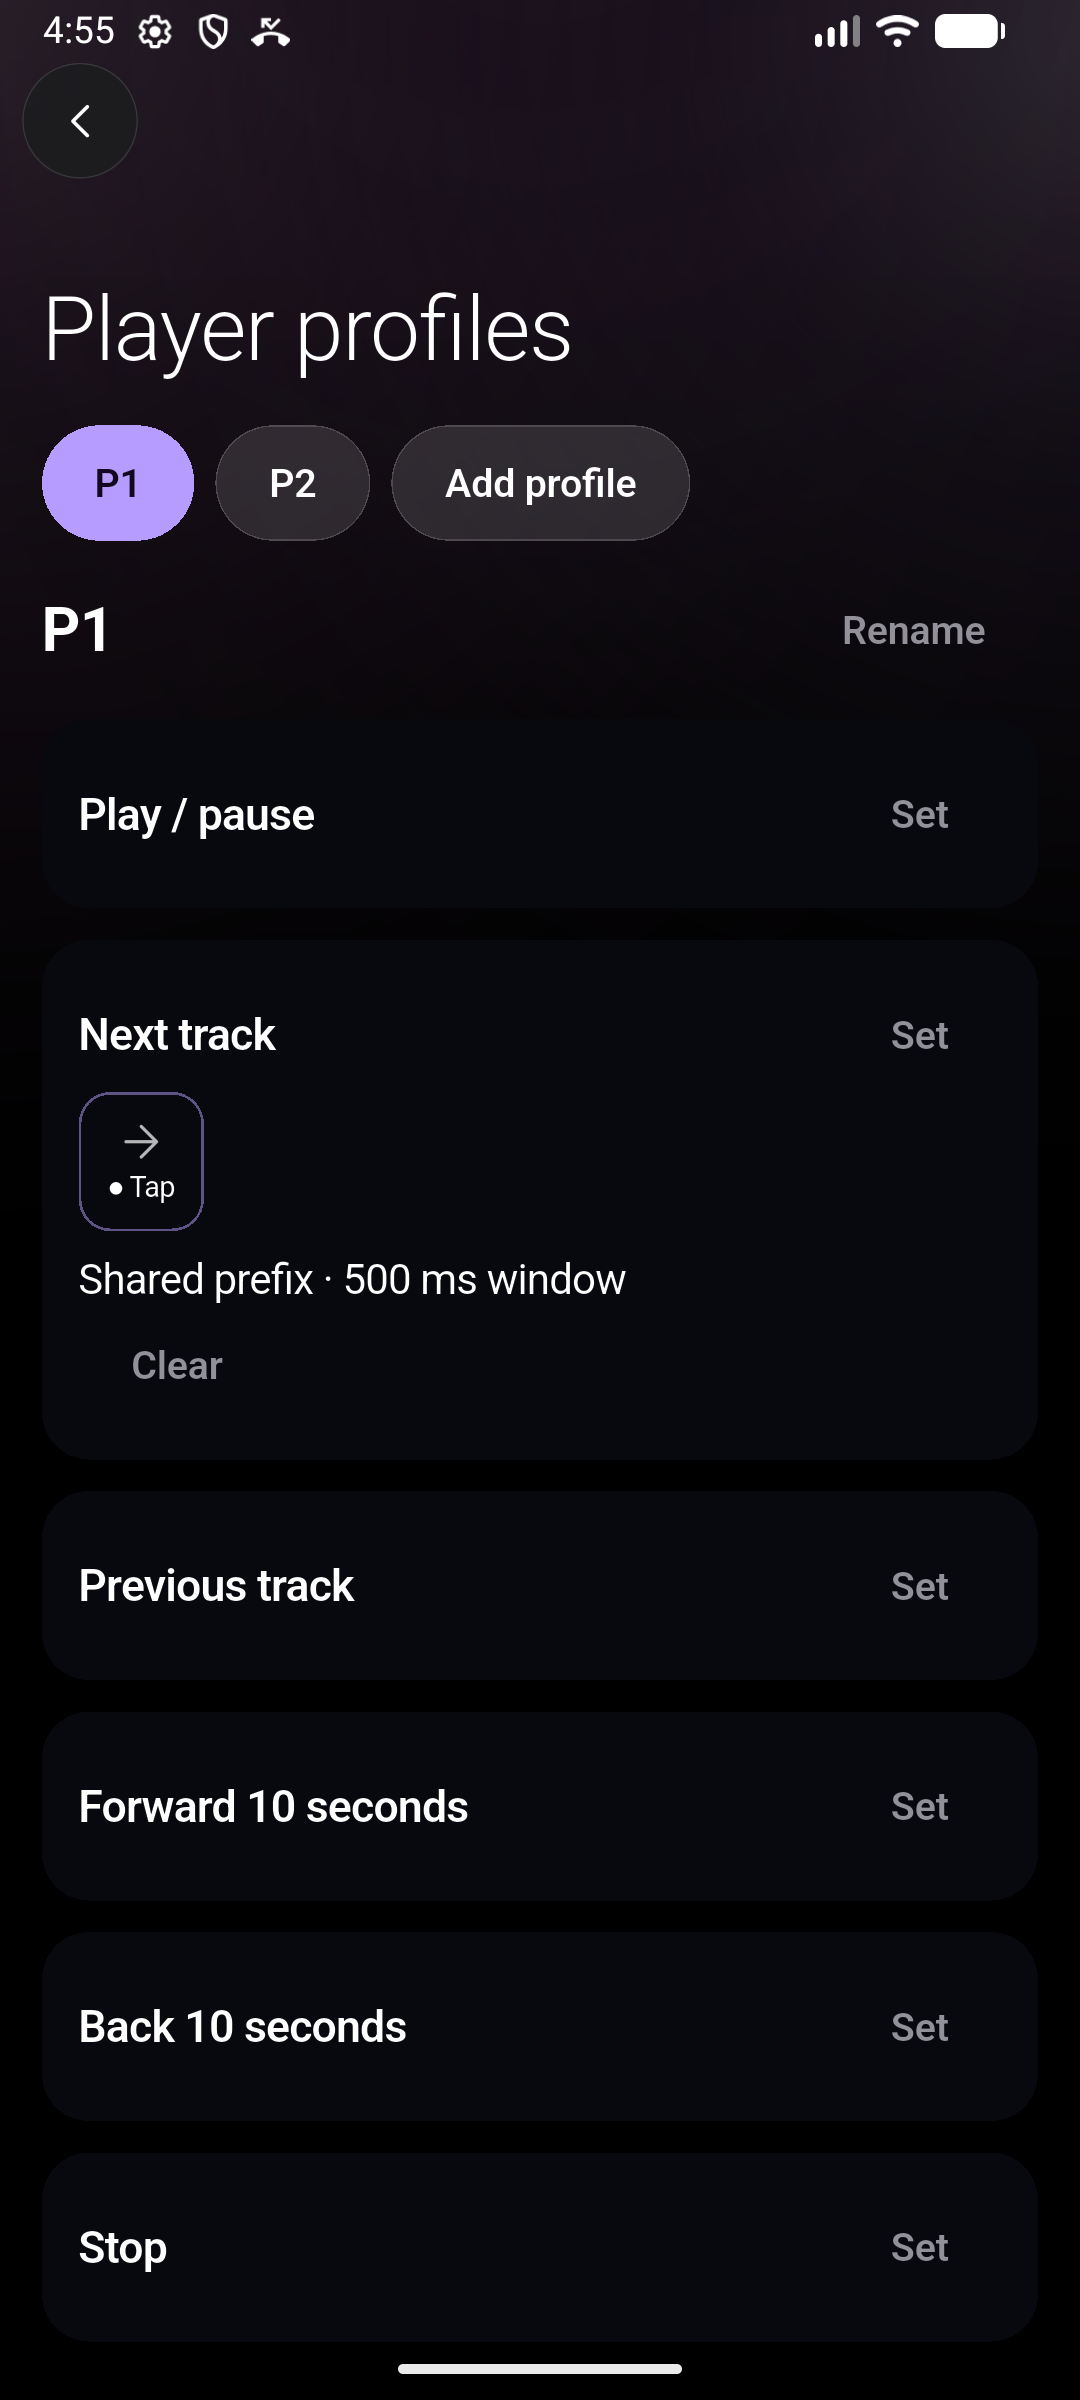 4:55
Player profiles
P1
P2
Add profile
P1
Rename
Play / pause
Set
Next track
Set
Tap
Shared prefix · 500 ms window
Clear
Previous track
Set
Forward 10 seconds
Set
Back 10 seconds
Set
Stop
Set